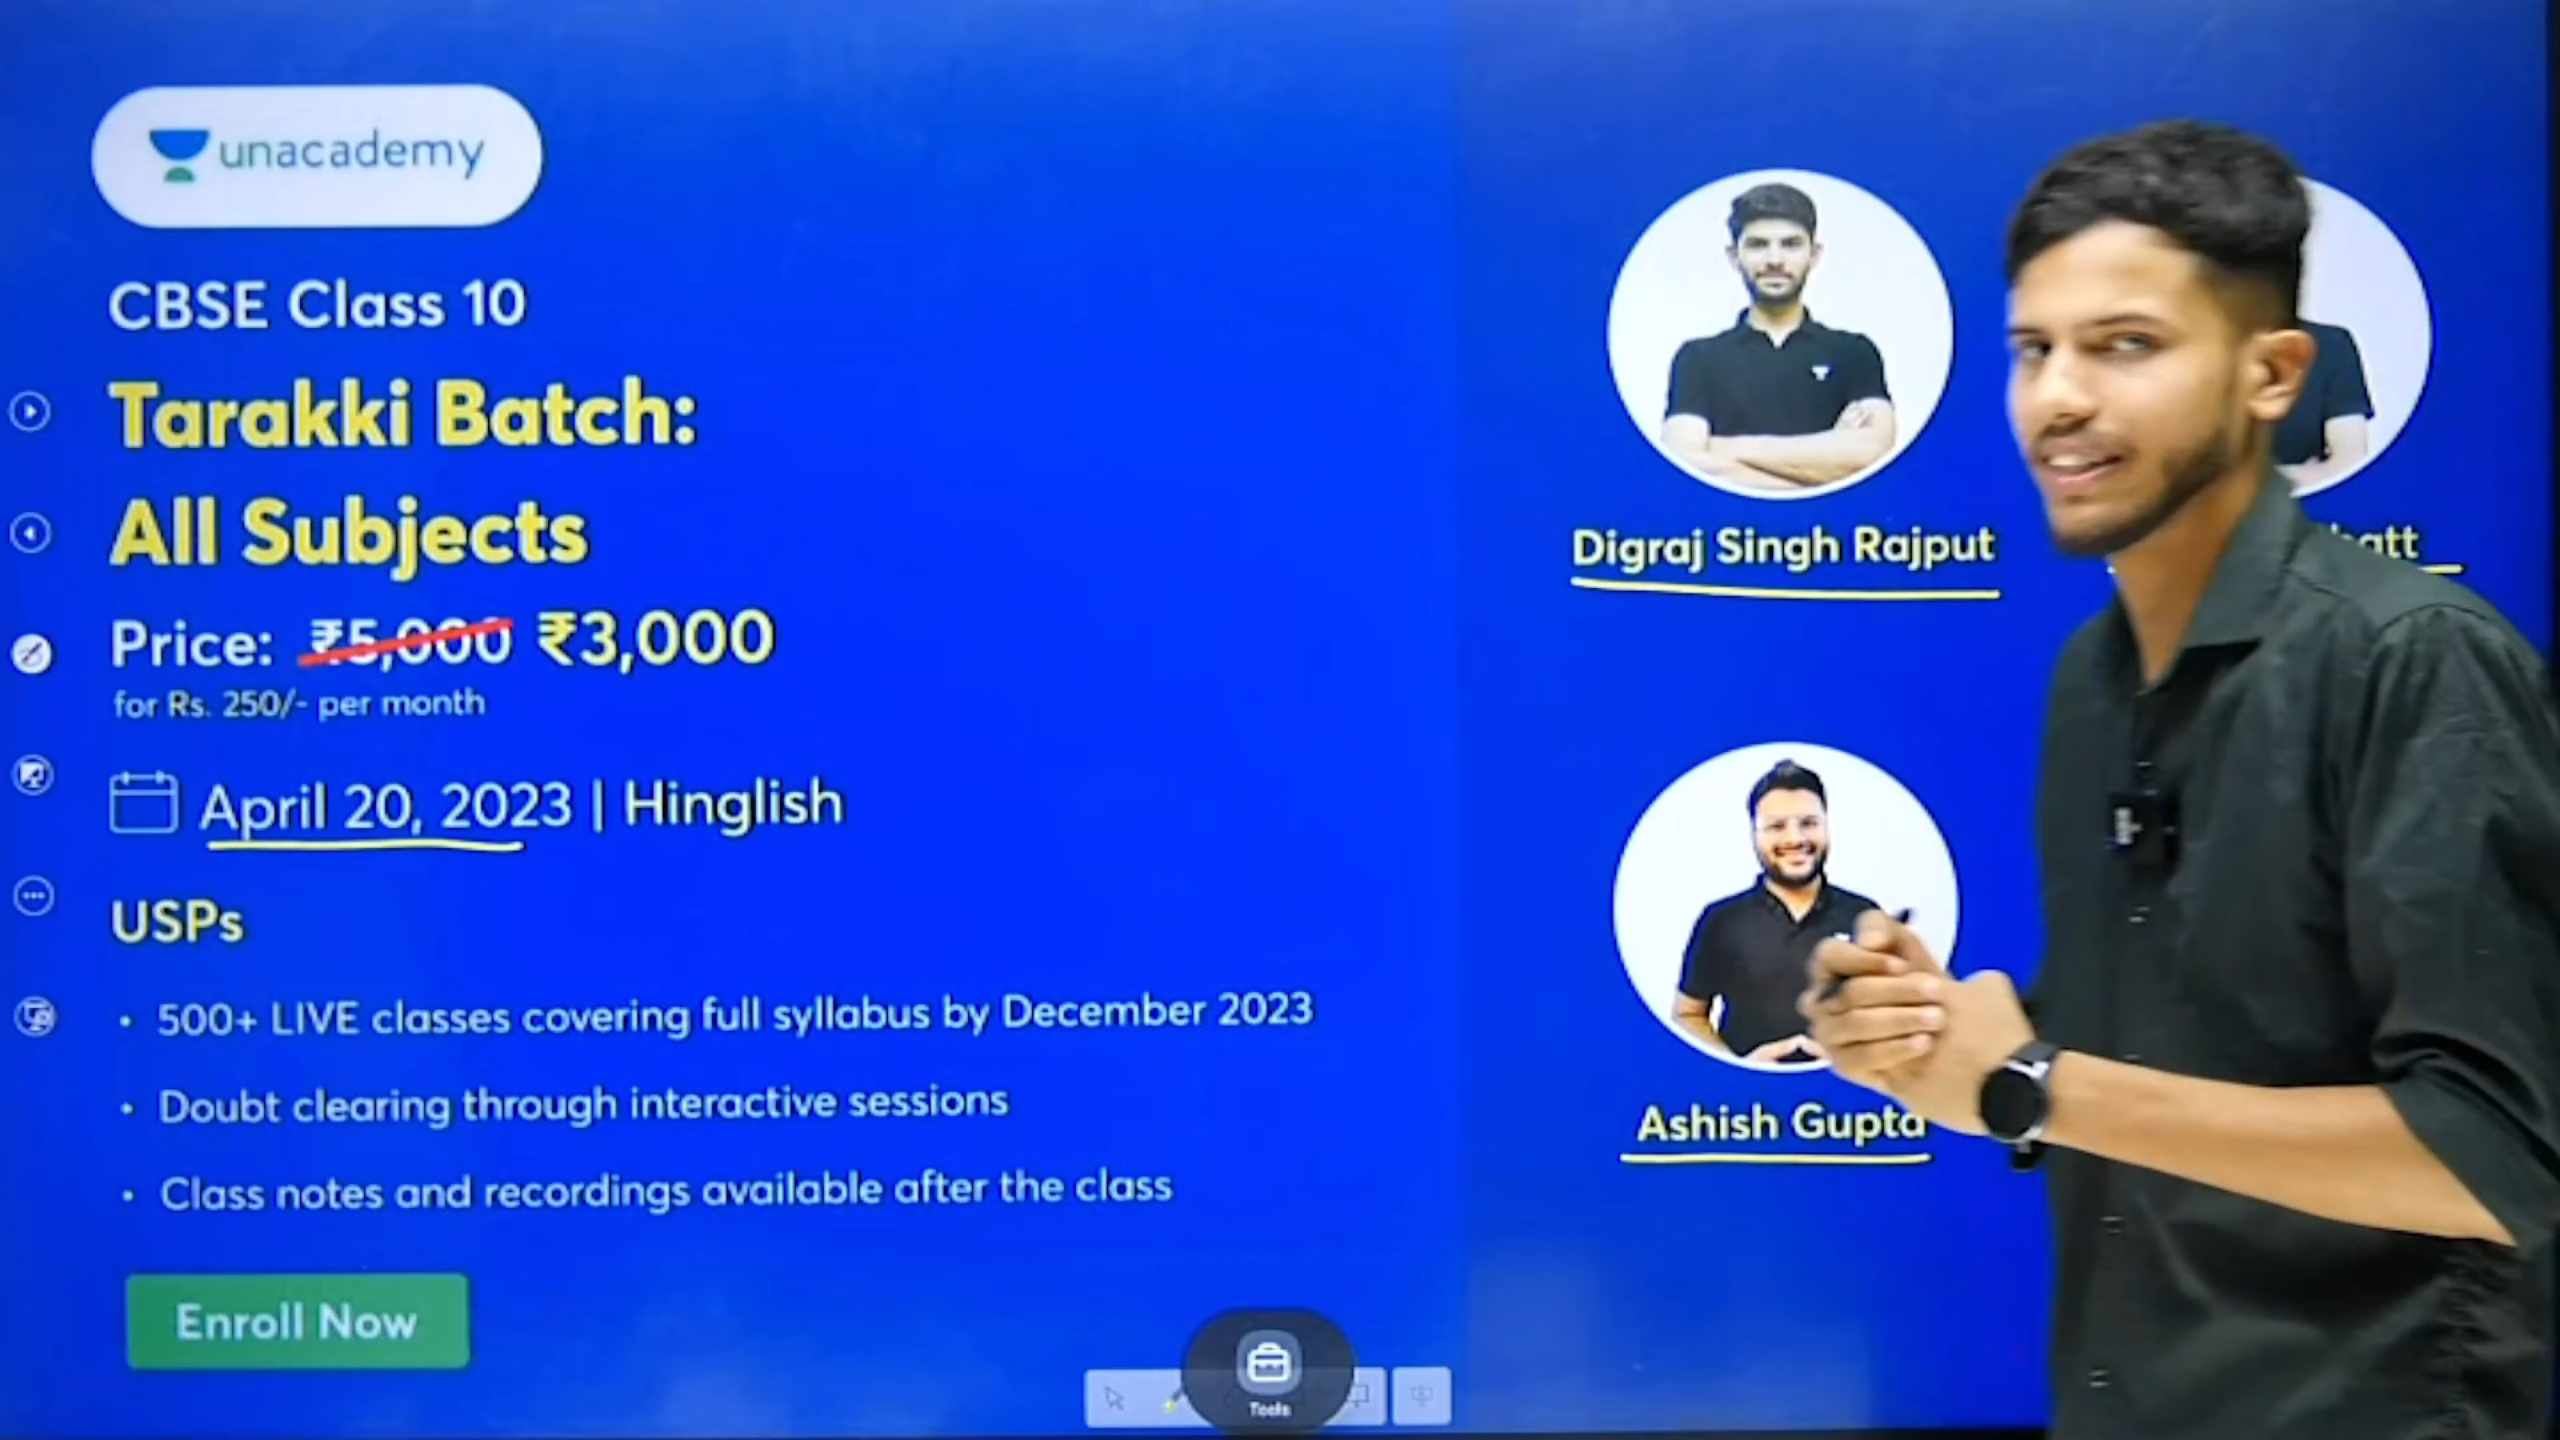 unacademy
CBSE Class 10
Tarakki Batch:
All Subjects
Price: ₹5,000 ₹3,000
for Rs. 250/- per month
April 20, 2023 | Hinglish
USPs
• 500+ LIVE classes covering full syllabus by December 2023
• Doubt clearing through interactive sessions
• Class notes and recordings available after the class
Enroll Now
Digraj Singh Rajput
Ashish Gupta
Tools